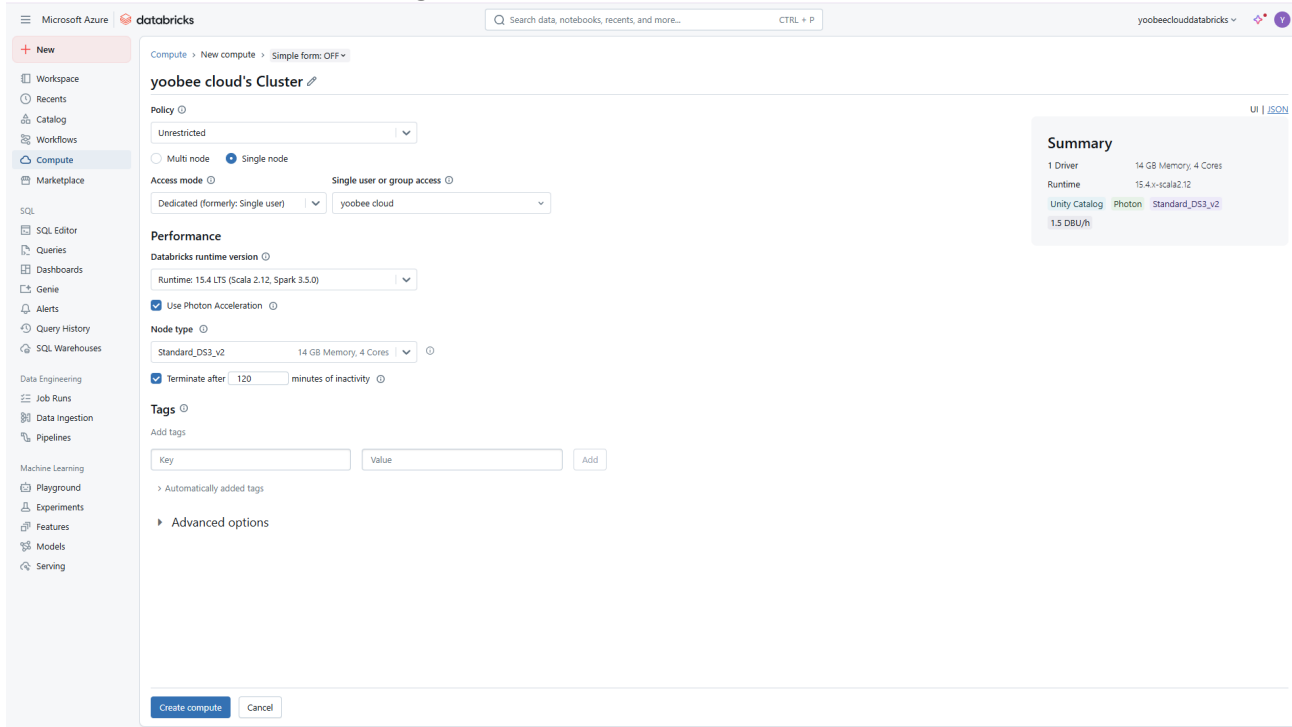 Microsoft Azure databricks Search data, notebooks, recents, and more... CTRL + P yoobeeclouddatabricks Y
New
Workspace
Recents
Catalog
Workflows
Compute
Marketplace
SQL
SQL Editor
Queries
Dashboards
Genie
Alerts
Query History
SQL Warehouses
Data Engineering
Job Runs
Data Ingestion
Pipelines
Machine Learning
Playground
Experiments
Features
Models
Serving
Compute > New compute > Simple form: OFF
yoobee cloud's Cluster
UI | JSON
Policy
Unrestricted
Multi node Single node
Access mode Single user or group access
Dedicated (formerly: Single user) yoobee cloud
Performance
Databricks runtime version
Runtime: 15.4 LTS (Scala 2.12, Spark 3.5.0)
Use Photon Acceleration
Node type
Standard_DS3_v2 14 GB Memory, 4 Cores
Terminate after 120 minutes of inactivity
Tags
Add tags
Key Value Add
> Automatically added tags
Advanced options
Create compute Cancel
Summary
1 Driver 14 GB Memory, 4 Cores
Runtime 15.4.x-scala2.12
Unity Catalog Photon Standard_DS3_v2
1.5 DBU/h